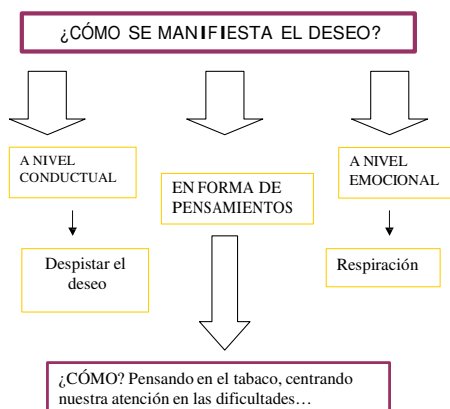 ¿CÓMO SE MANIFIESTA EL DESEO?
A NIVEL
CONDUCTUAL
EN FORMA DE
PENSAMIENTOS
A NIVEL
EMOCIONAL
Despistar el
deseo
Respiración
¿CÓMO? Pensando en el tabaco, centrando
nuestra atención en las dificultades…